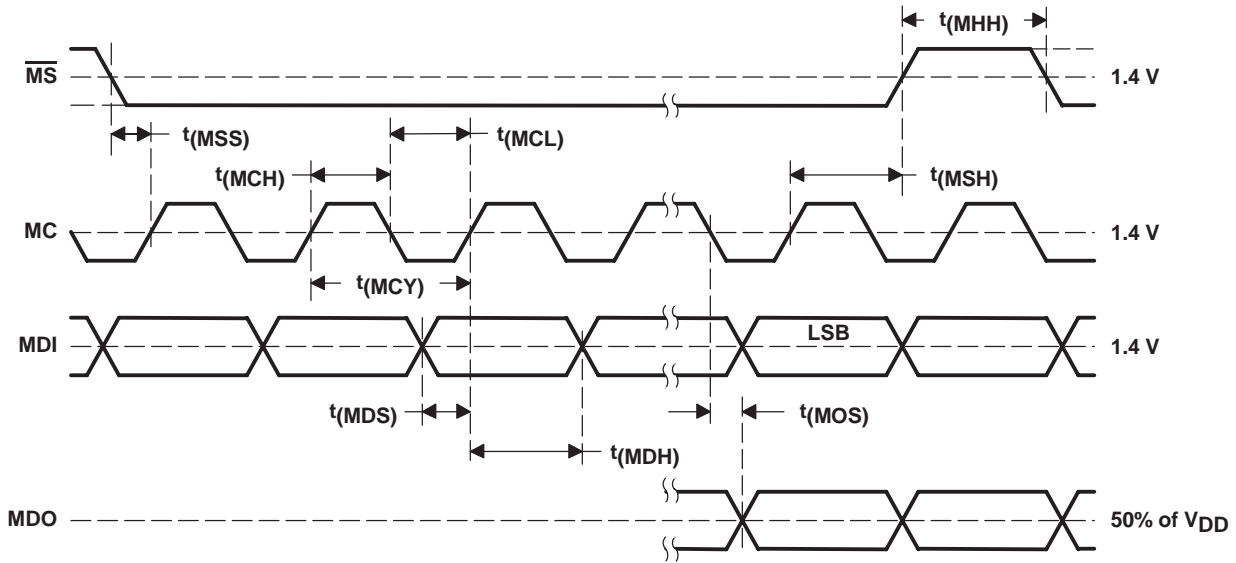 t(MHH)
MS
1.4 V
t(MSS)
t(MCL)
t(MCH)
t(MSH)
MC
1.4 V
t(MCY)
LSB
MDI
1.4 V
t(MDS)
t(MOS)
t(MDH)
MDO
50% of VDD